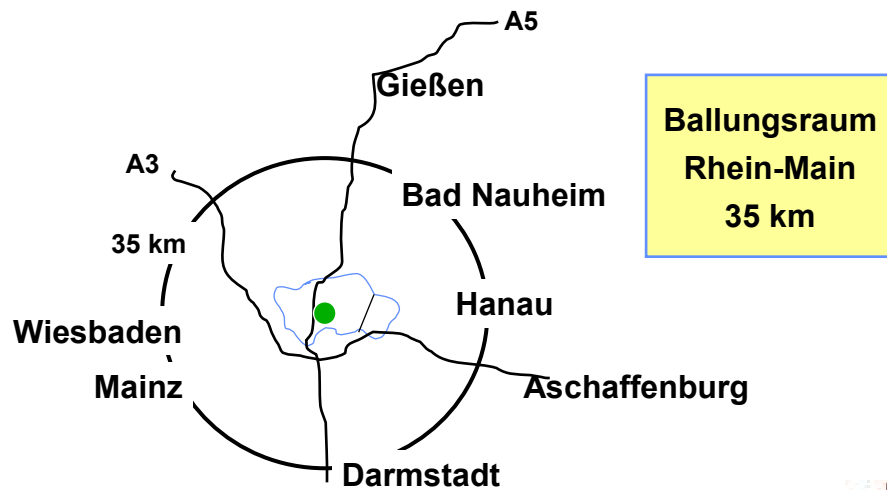 A5
Gießen
A3
Bad Nauheim
35 km
Hanau
Wiesbaden
Mainz
Aschaffenburg
Darmstadt
Ballungsraum
Rhein-Main
35 km